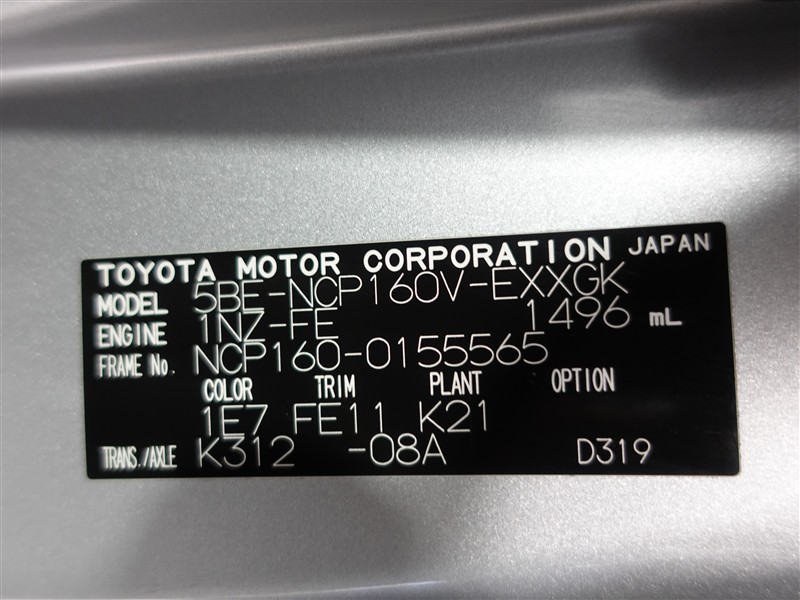 TOYOTA MOTOR CORPORATION JAPAN
MODEL 5BE-NCP160V-EXXGK
ENGINE 1NZ-FE 1496 mL
FRAME No. NCP160-0155565
COLOR TRIM PLANT OPTION
1E7 FE11 K21
TRANS./AXLE K312 -08A D319